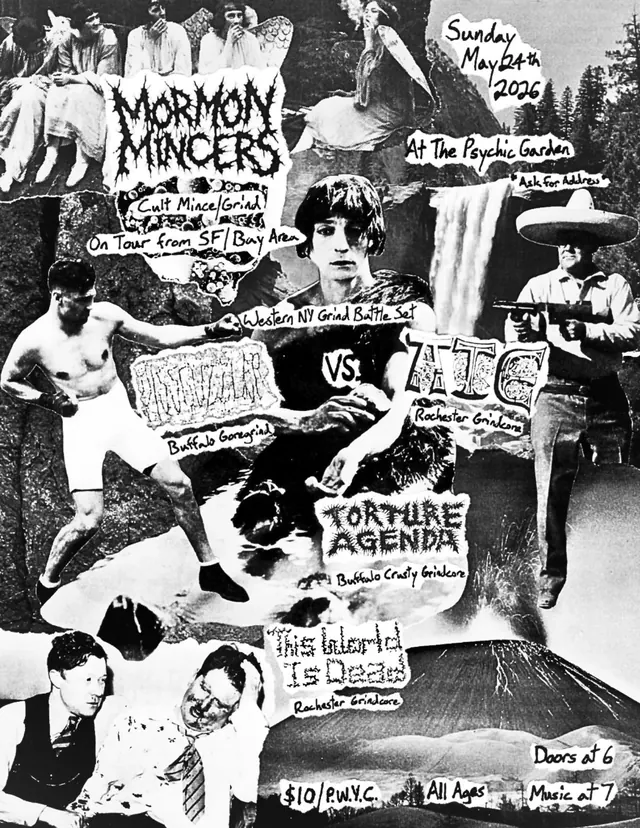 Sunday
May 24th
2026
MORMON
MINCERS
At The Psychic Garden
*Ask for Address*
Cult Mince/Grind
On Tour from SF/Bay Area
Western NY Grind Battle Set
VS.
ATG
Rochester Grindcore
Buffalo Goregrind
TORTURE
AGENDA
Buffalo Crusty Grindcore
This World
Is Dead
Rochester Grindcore
Doors at 6
$10/P.W.Y.C.
All Ages
Music at 7